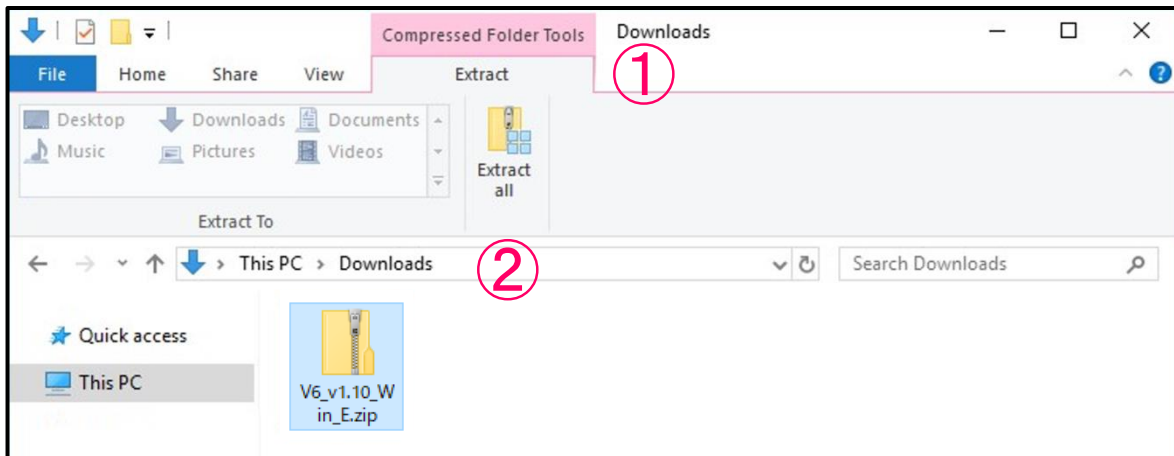 Compressed Folder Tools
Downloads
File
Home
Share
View
Extract
①
Desktop
Downloads
Documents
Music
Pictures
Videos
Extract
all
Extract To
This PC > Downloads
②
Search Downloads
Quick access
This PC
V6_v1.10_W
in_E.zip